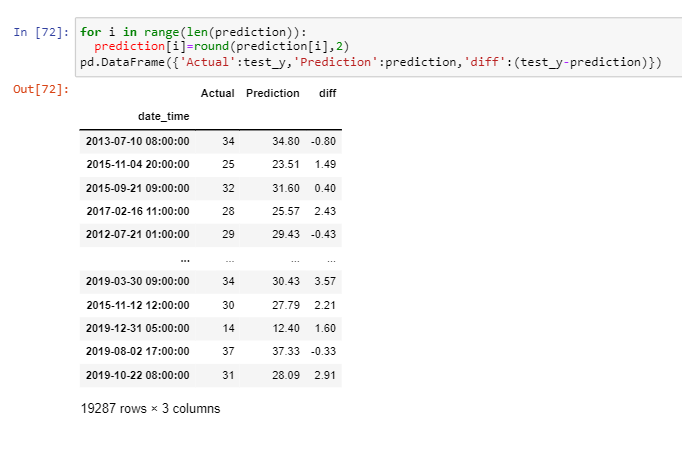 In [72]: for i in range(len(prediction)):
prediction[i]=round(prediction[i],2)
pd.DataFrame({'Actual':test_y,'Prediction':prediction,'diff':(test_y-prediction)})
Out[72]:
Actual Prediction diff
date_time
2013-07-10 08:00:00 34 34.80 -0.80
2015-11-04 20:00:00 25 23.51 1.49
2015-09-21 09:00:00 32 31.60 0.40
2017-02-16 11:00:00 28 25.57 2.43
2012-07-21 01:00:00 29 29.43 -0.43
... ... ... ...
2019-03-30 09:00:00 34 30.43 3.57
2015-11-12 12:00:00 30 27.79 2.21
2019-12-31 05:00:00 14 12.40 1.60
2019-08-02 17:00:00 37 37.33 -0.33
2019-10-22 08:00:00 31 28.09 2.91
19287 rows × 3 columns